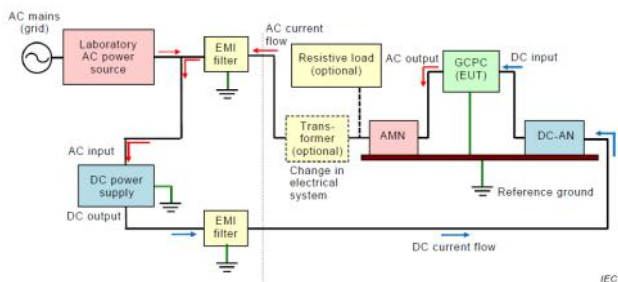 AC mains
(grid)
Laboratory
AC power
source
EMI
filter
AC current
flow
Resistive load
(optional)
AC output
GCPC
(EUT)
DC input
Trans-
former
(optional)
AMN
DC-AN
Change in
electrical
system
Reference ground
AC input
DC power
supply
DC output
EMI
filter
DC current flow
IEC